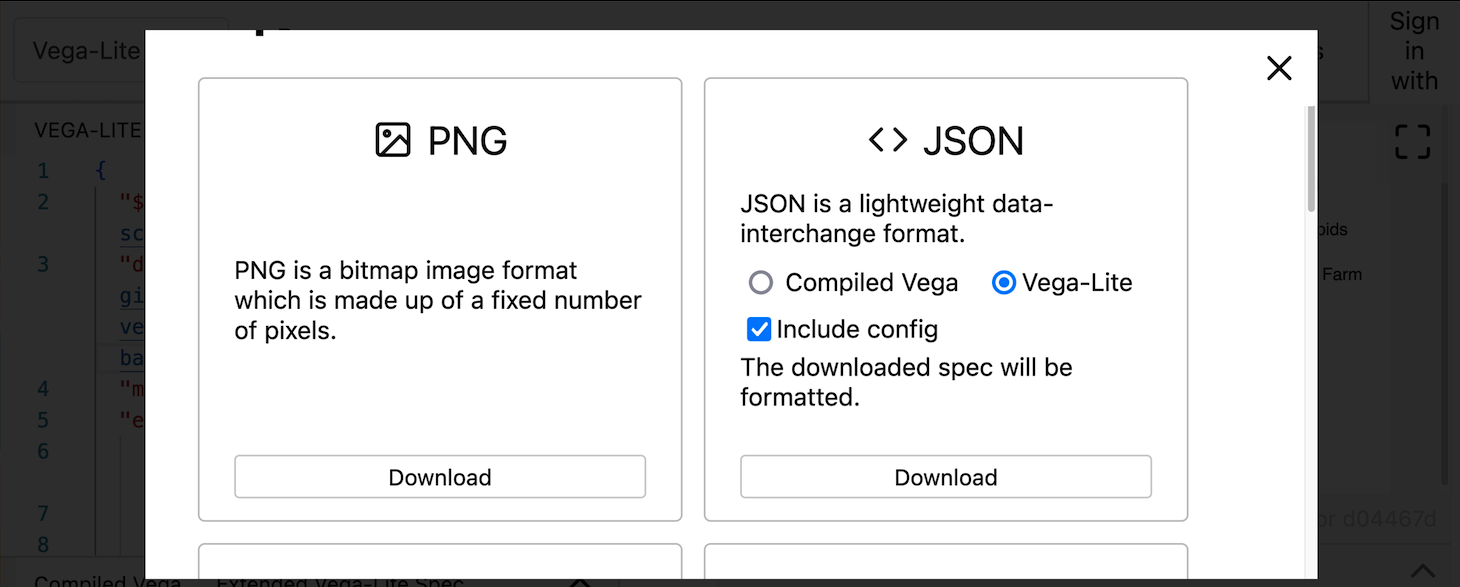 Vega-Lite
Sign
in
with
VEGA-LITE
PNG
PNG is a bitmap image format
which is made up of a fixed number
of pixels.
Download
JSON
JSON is a lightweight data-
interchange format.
Compiled Vega Vega-Lite
Include config
The downloaded spec will be
formatted.
Download
1 {
2 "$
sc
3 "d
gi
ve
ba
4 "m
5 "e
6
7
8
Farm
d04467d
Compiled Vega Extended Vega-Lite Spec